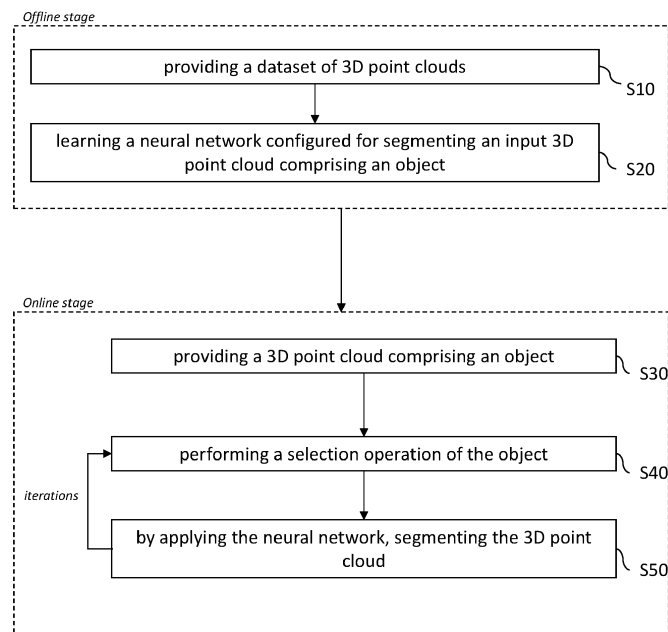 Offline stage
providing a dataset of 3D point clouds
S10
learning a neural network configured for segmenting an input 3D
point cloud comprising an object
S20
Online stage
providing a 3D point cloud comprising an object
S30
performing a selection operation of the object
S40
iterations
by applying the neural network, segmenting the 3D point
cloud
S50